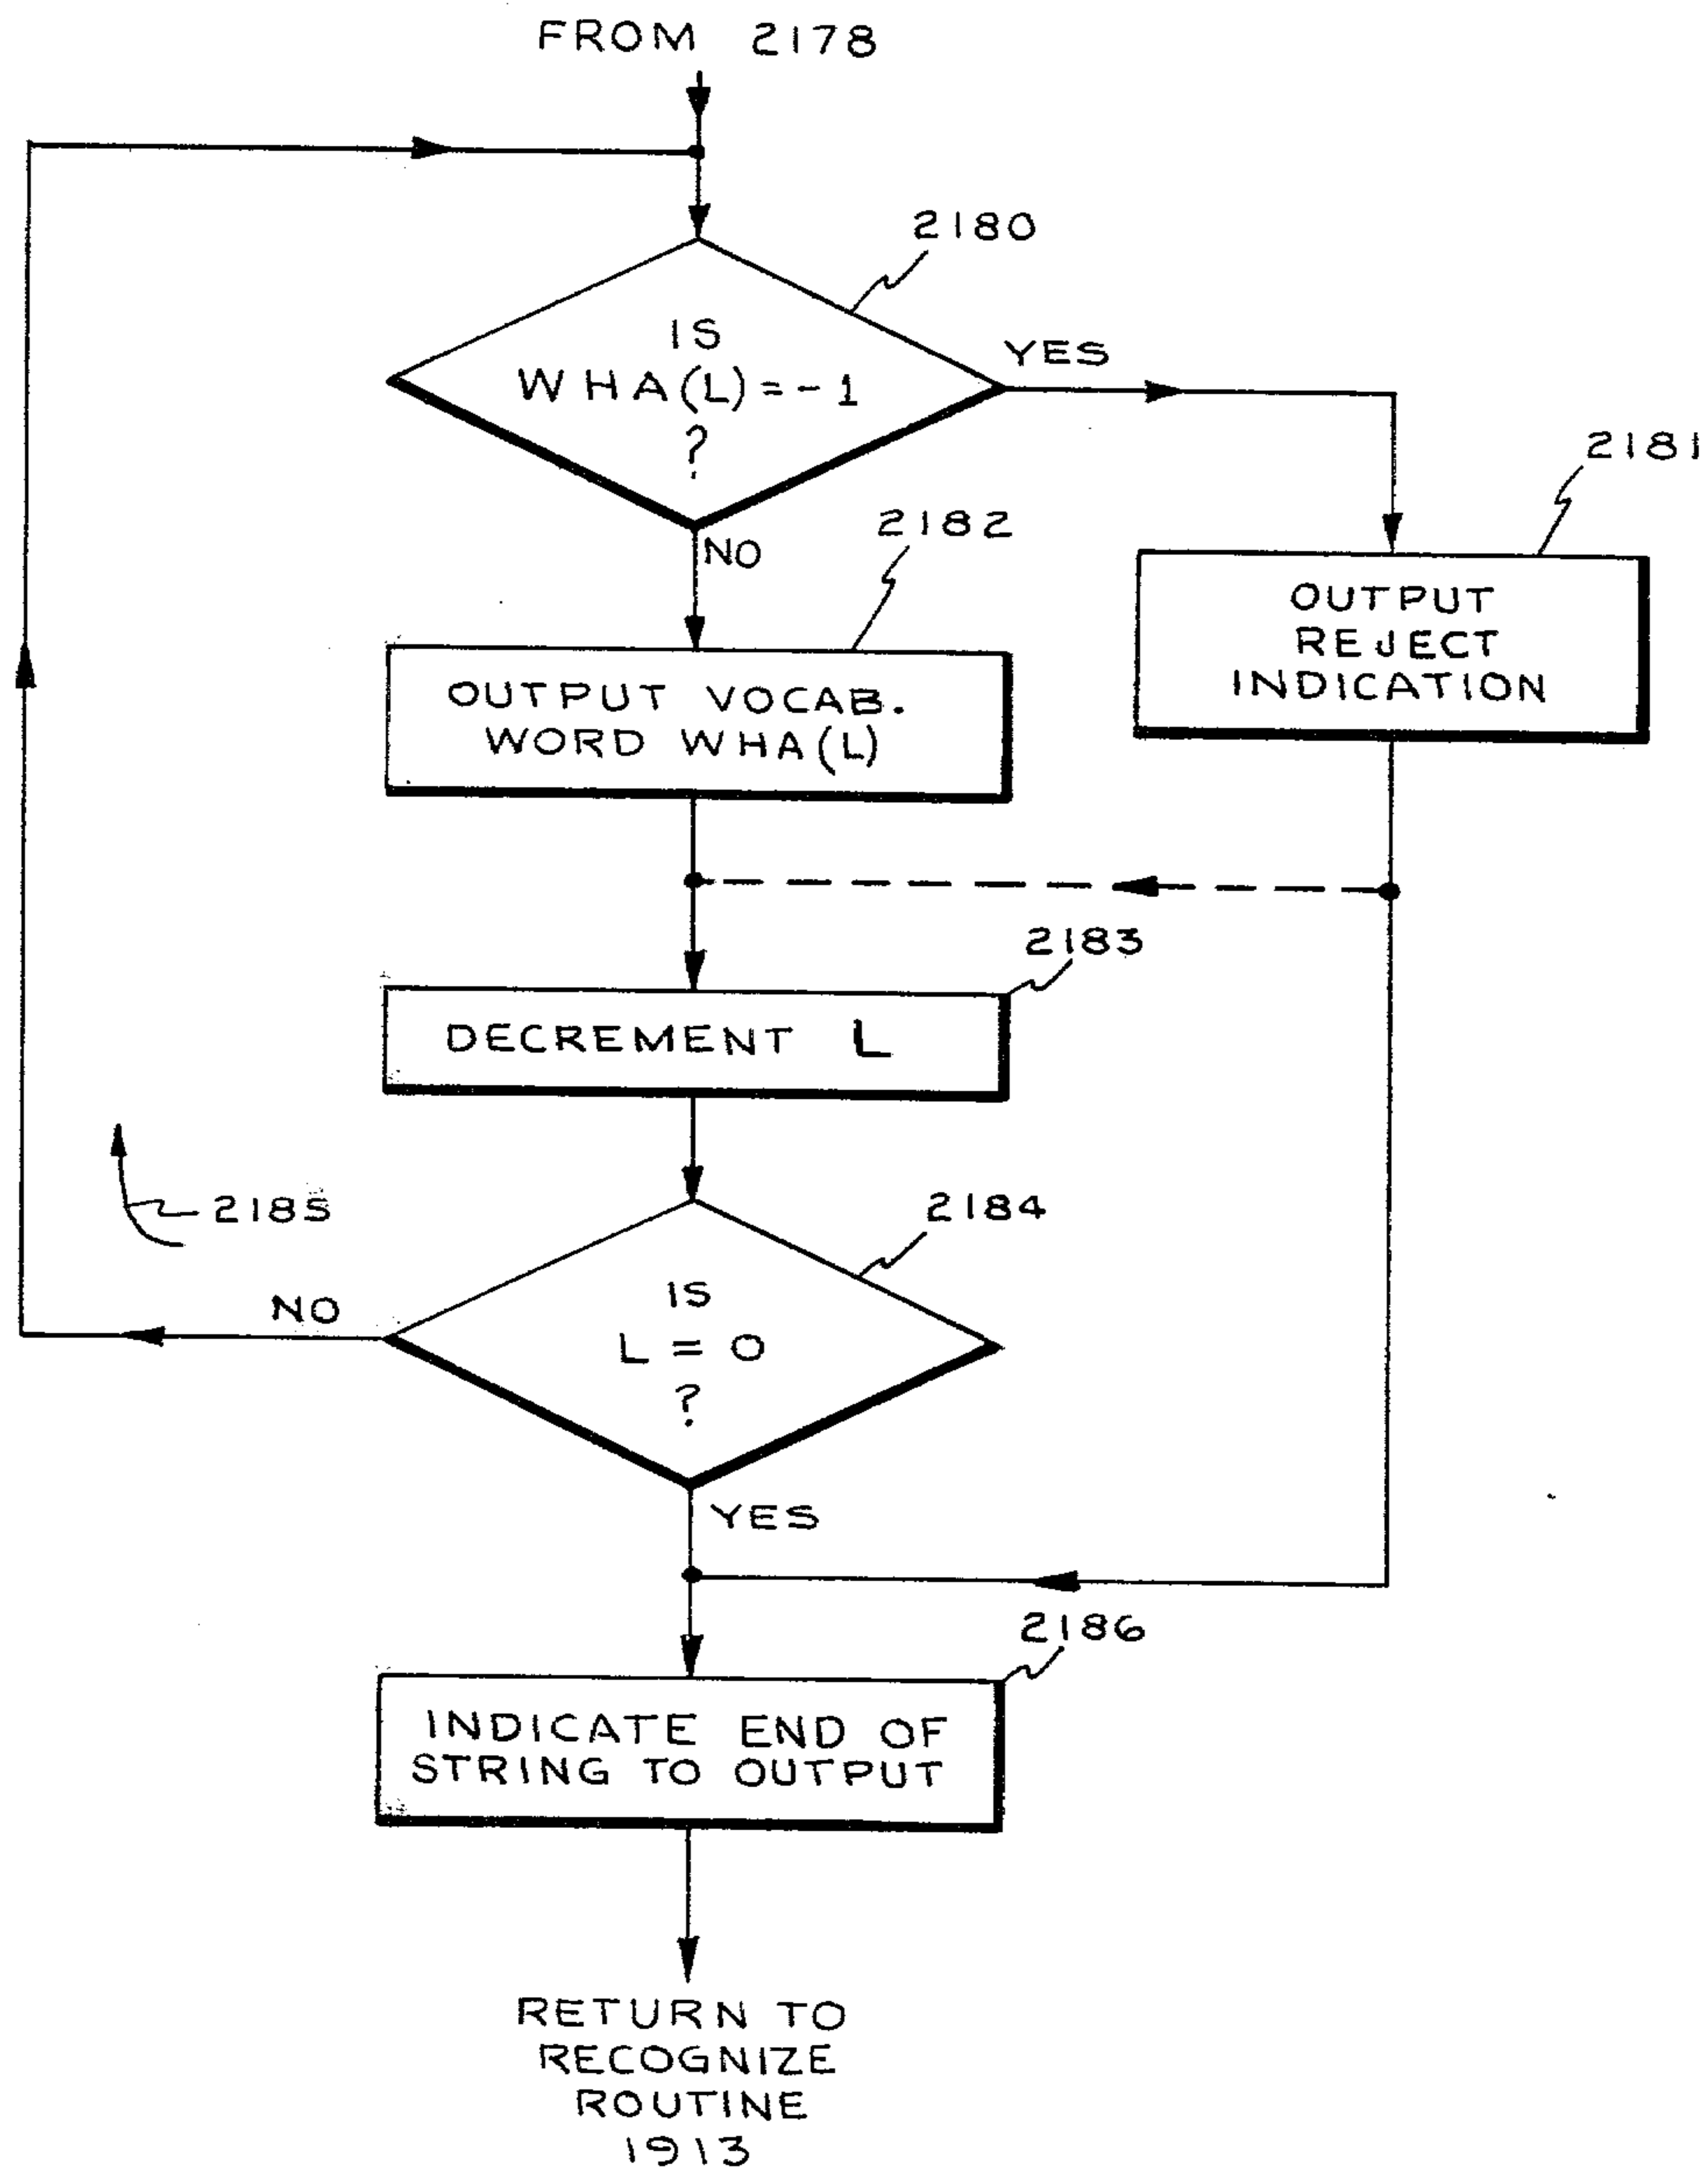 FROM 2178
2180
IS
WHA(L)=-1
?
YES
NO
2181
OUTPUT
REJECT
INDICATION
2182
OUTPUT VOCAB.
WORD WHA(L)
2183
DECREMENT L
2185
2184
IS
L = 0
?
NO
YES
2186
INDICATE END OF
STRING TO OUTPUT
RETURN TO
RECOGNIZE
ROUTINE
1913